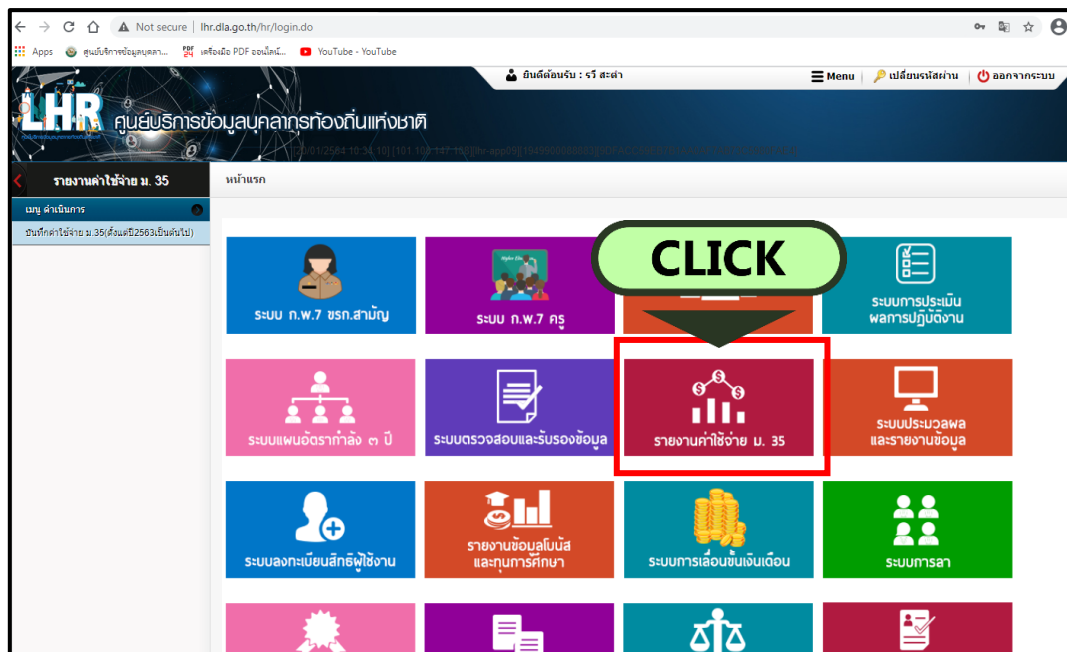 Not secure | lhr.dla.go.th/hr/login.do
Apps ศูนย์บริการข้อมูลบุคลา... PDF 24 เครื่องมือ PDF ออนไลน์... YouTube - YouTube
ยินดีต้อนรับ : รวี สะดำ Menu เปลี่ยนรหัสผ่าน ออกจากระบบ
LHR ศูนย์บริการข้อมูลบุคลากรท้องถิ่นแห่งชาติ
รายงานค่าใช้จ่าย ม. 35
หน้าแรก
เมนู ดำเนินการ
บันทึกค่าใช้จ่าย ม.35(ตั้งแต่ปี2563เป็นต้นไป)
CLICK
ระบบ ก.พ.7 ขรก.สามัญ
ระบบ ก.พ.7 ครู
ระบบการประเมิน
ผลการปฏิบัติงาน
ระบบแผนอัตรากำลัง ๓ ปี
ระบบตรวจสอบและรับรองข้อมูล
รายงานค่าใช้จ่าย ม. 35
ระบบประมวลผล
และรายงานข้อมูล
ระบบลงทะเบียนสิทธิผู้ใช้งาน
รายงานข้อมูลโบนัส
และทุนการศึกษา
ระบบการเลื่อนขั้นเงินเดือน
ระบบการลา